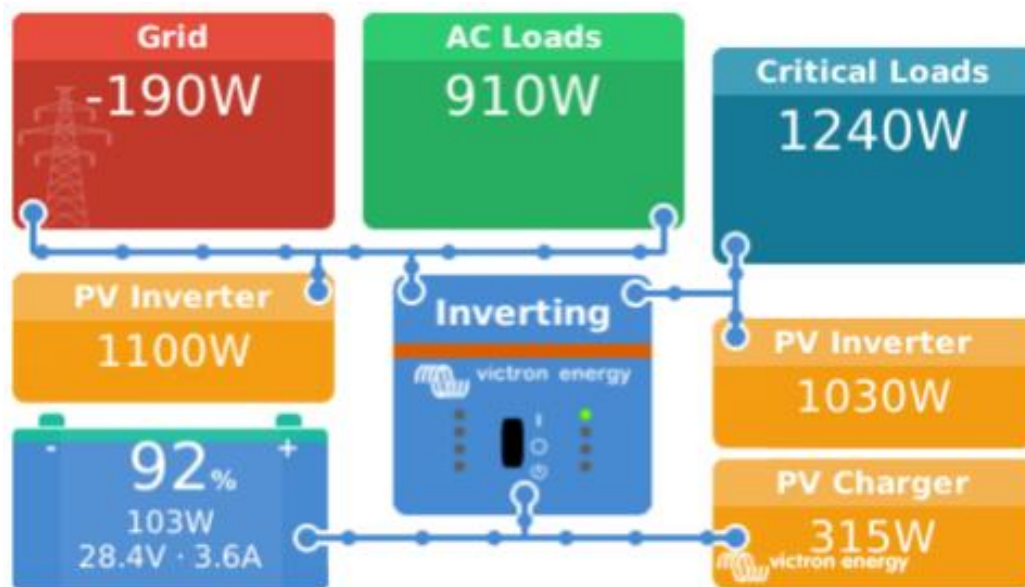 Grid
-190W
AC Loads
910W
Critical Loads
1240W
PV Inverter
1100W
Inverting
victron energy
PV Inverter
1030W
- +
92%
103W
28.4V · 3.6A
PV Charger
315W
victron energy